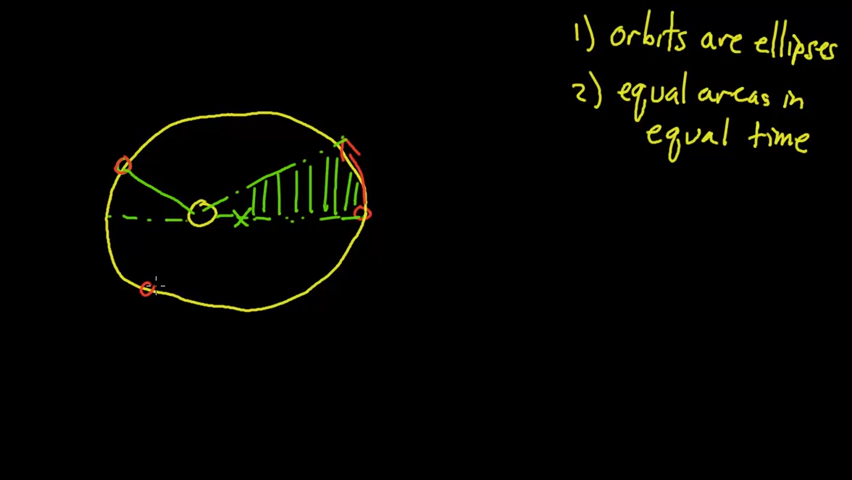 1) orbits are ellipses
2) equal areas in
equal time